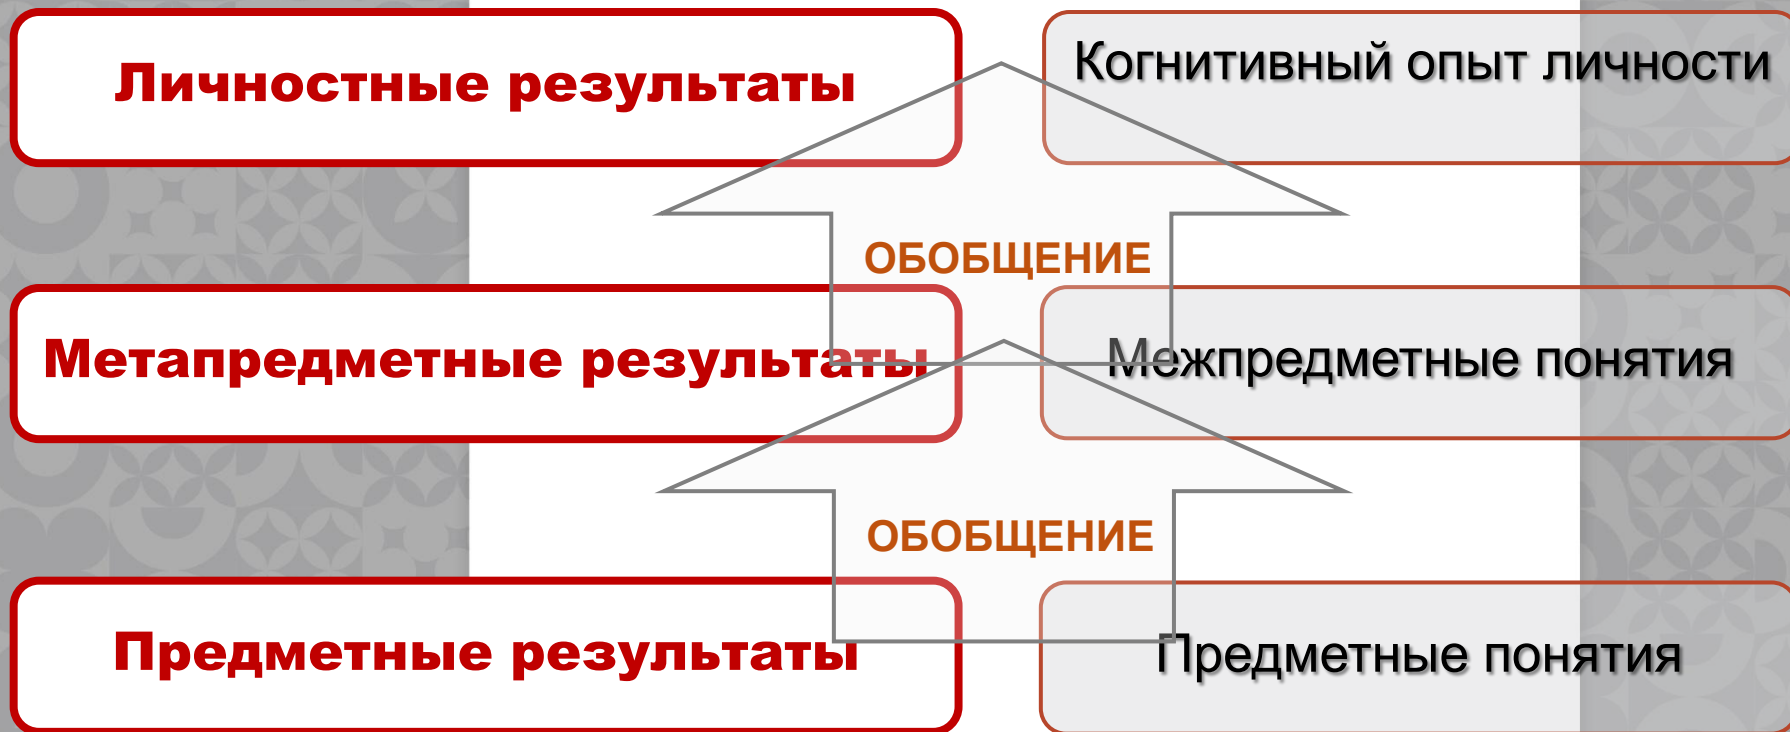 Личностные результаты
Когнитивный опыт личности
ОБОБЩЕНИЕ
Метапредметные результаты
Межпредметные понятия
ОБОБЩЕНИЕ
Предметные результаты
Предметные понятия